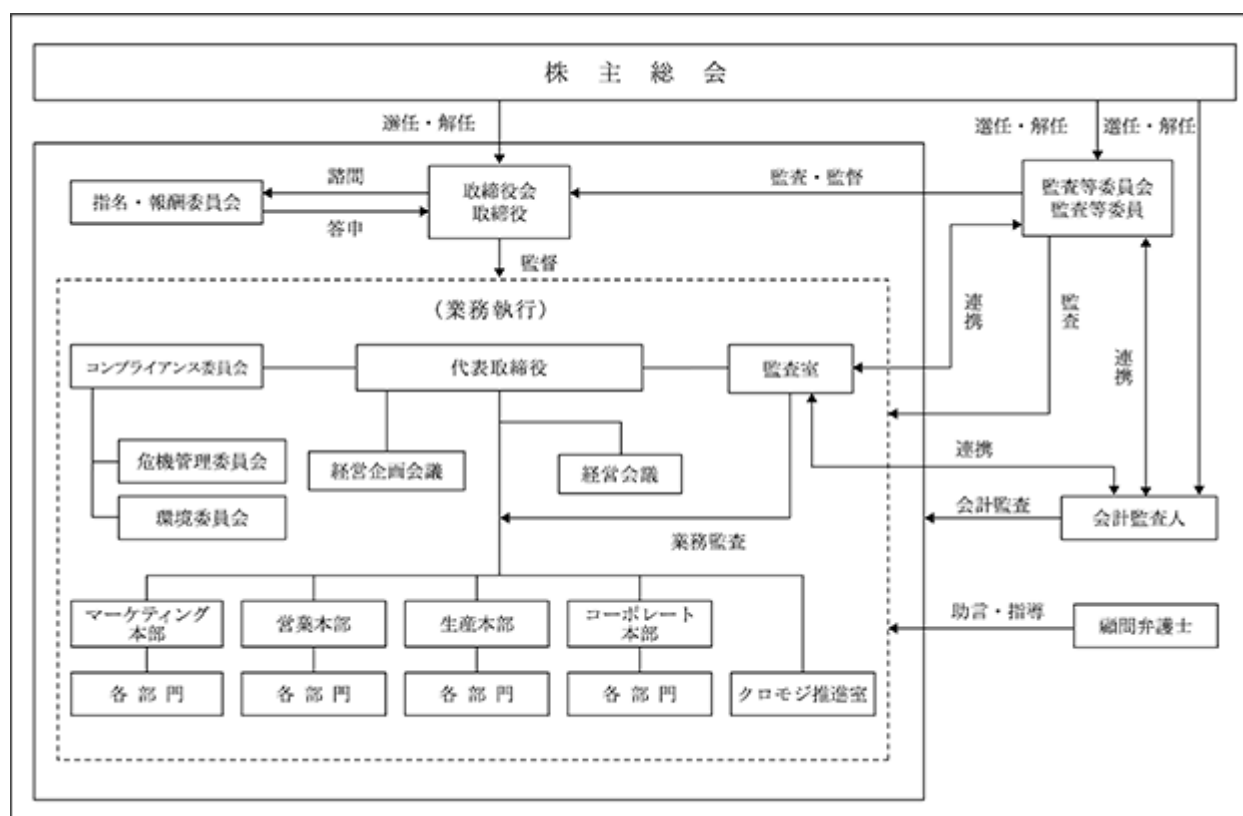 株主総会
選任・解任
選任・解任
選任・解任
諮問
取締役会
取締役
監査・監督
監査等委員会
監査等委員
指名・報酬委員会
答申
監督
(業務執行)
連携
監査
連携
コンプライアンス委員会
代表取締役
監査室
危機管理委員会
経営企画会議
経営会議
連携
環境委員会
会計監査
会計監査人
業務監査
マーケティング
本部
営業本部
生産本部
コーポレート
本部
助言・指導
顧問弁護士
各部門
各部門
各部門
各部門
クロモジ推進室